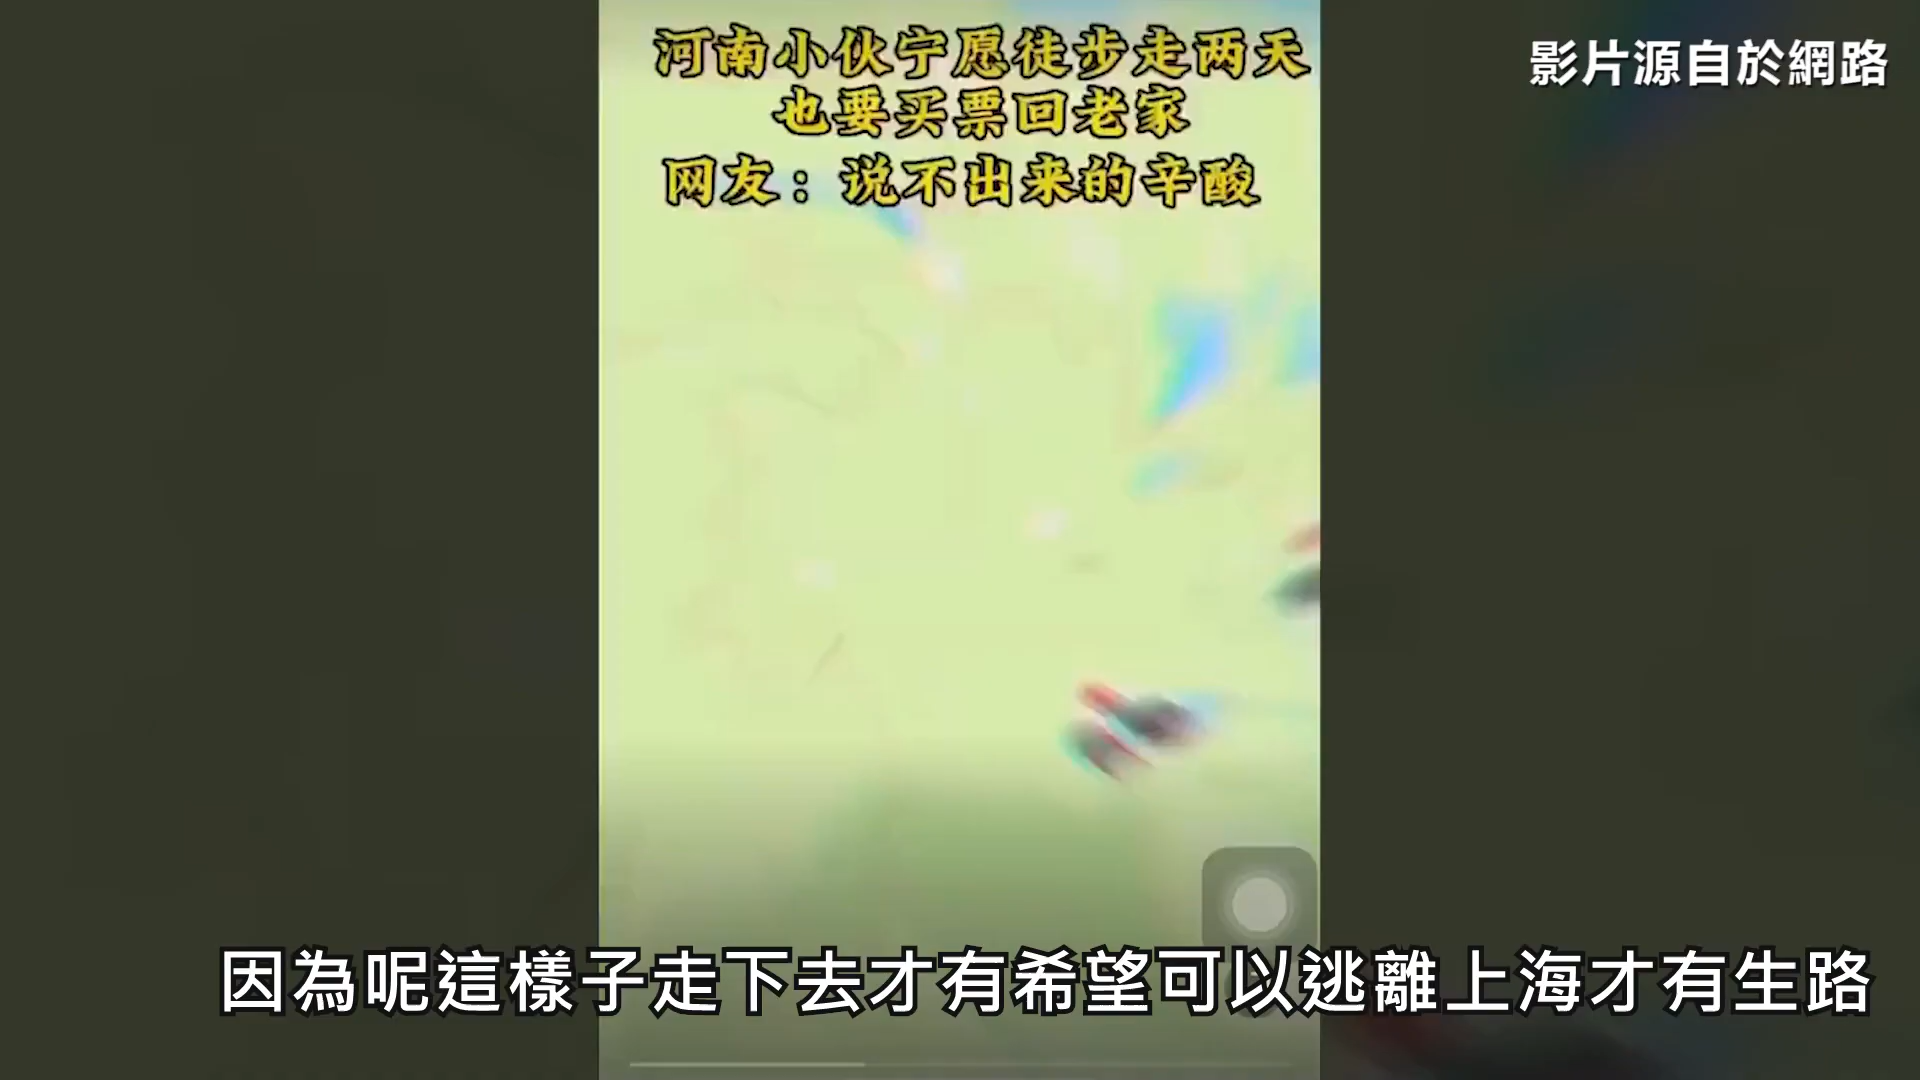 河南小伙宁愿徒步走两天
也要买票回老家
网友：说不出来的辛酸
影片源自於網路
因為呢這樣子走下去才有希望可以逃離上海才有生路